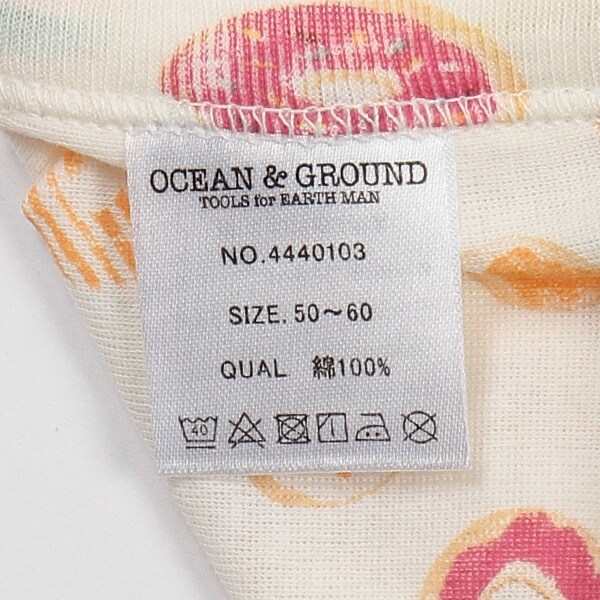 OCEAN & GROUND
TOOLS for EARTH MAN
NO.4440103
SIZE.50～60
QUAL 綿100%
40